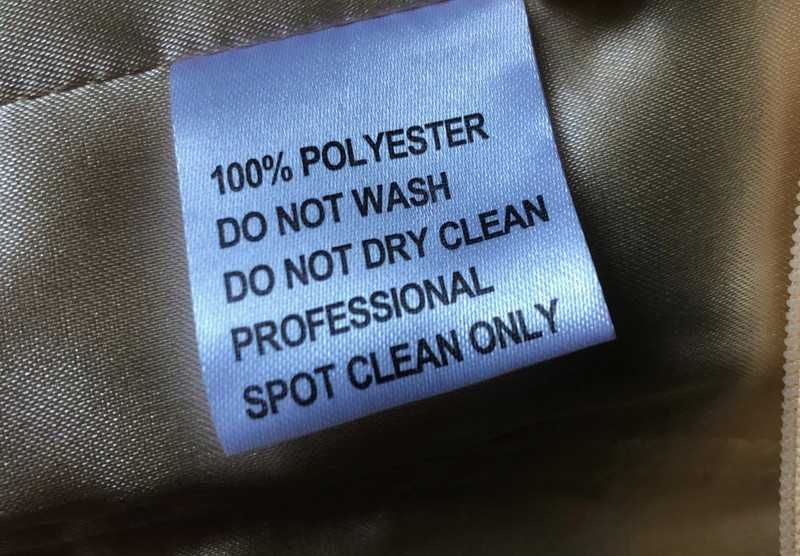 100% POLYESTER
DO NOT WASH
DO NOT DRY CLEAN
PROFESSIONAL
SPOT CLEAN ONLY